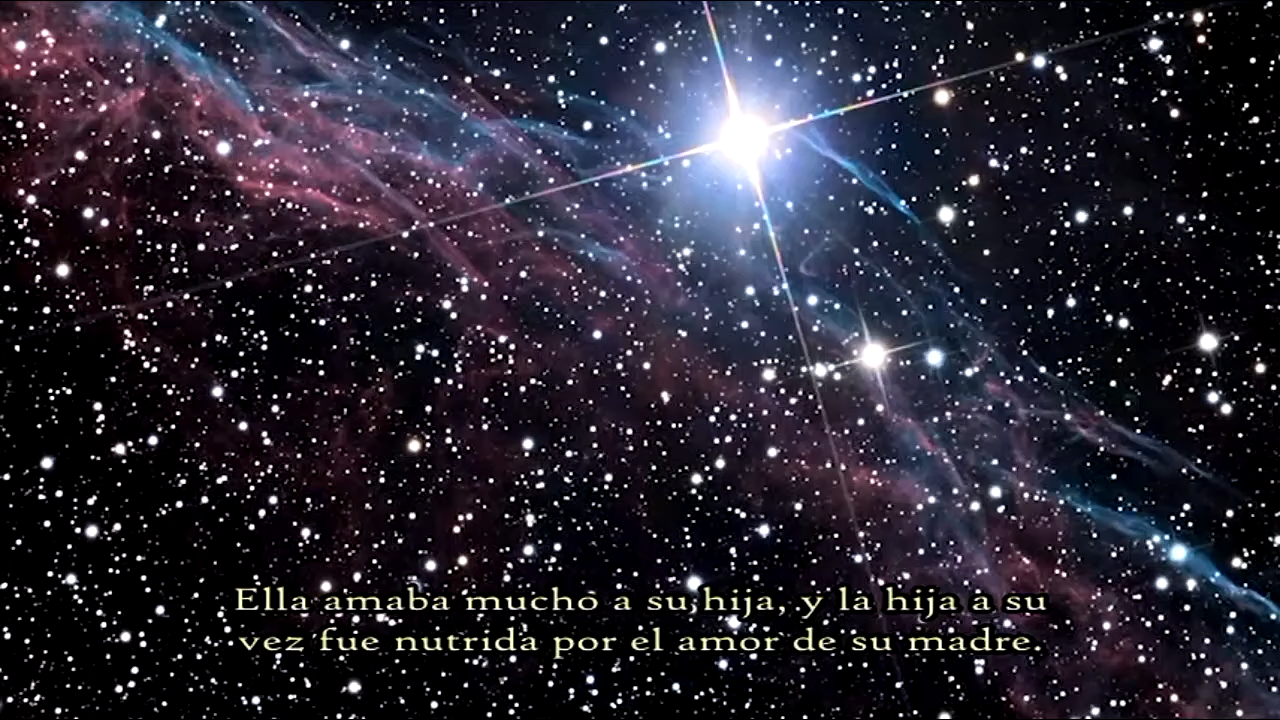 Ella amaba mucho a su hija, y la hija a su
vez fue nutrida por el amor de su madre.